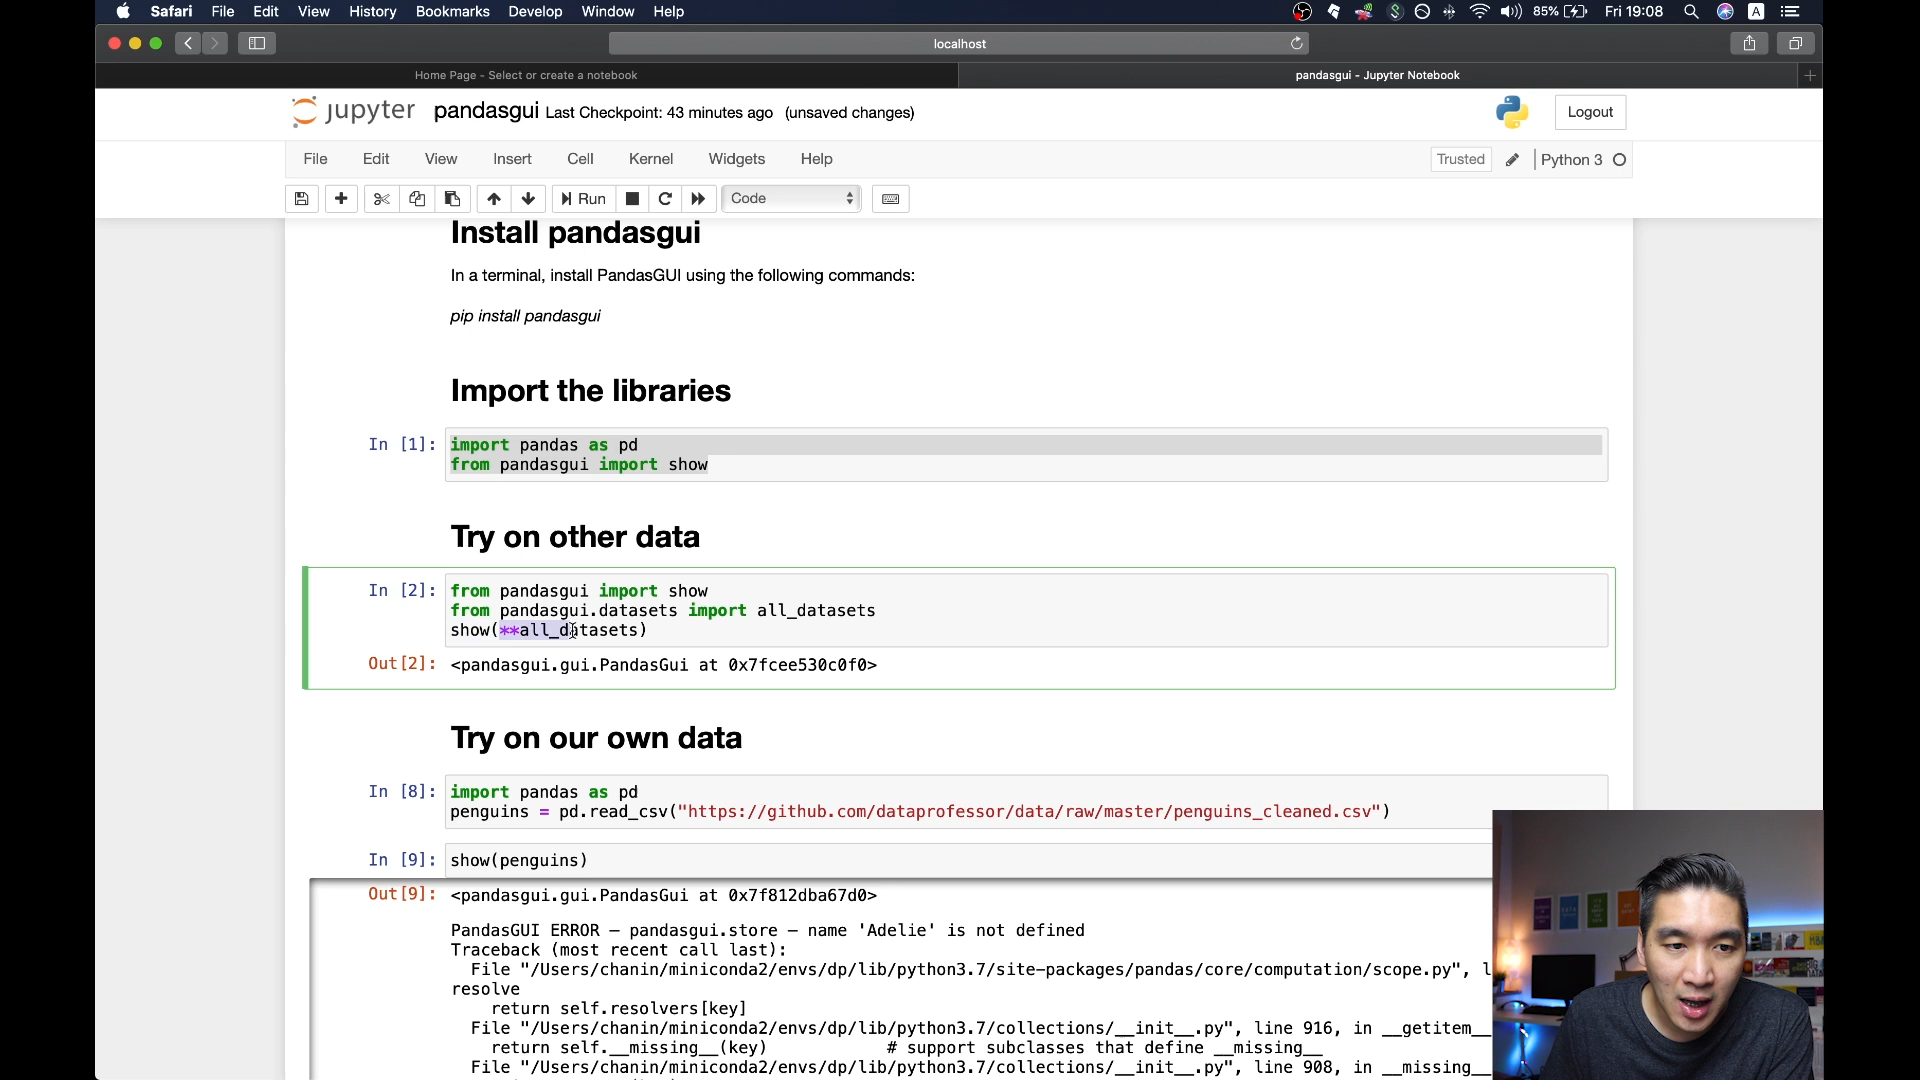 Safari File Edit View History Bookmarks Develop Window Help 85% Fri 19:08 A
localhost
Home Page - Select or create a notebook
pandasgui - Jupyter Notebook
jupyter pandasgui Last Checkpoint: 43 minutes ago (unsaved changes) Logout
File Edit View Insert Cell Kernel Widgets Help Trusted Python 3
Run Code
Install pandasgui
In a terminal, install PandasGUI using the following commands:
pip install pandasgui
Import the libraries
In [1]: import pandas as pd
from pandasgui import show
Try on other data
In [2]: from pandasgui import show
from pandasgui.datasets import all_datasets
show(**all_datasets)
Out[2]: <pandasgui.gui.PandasGui at 0x7fcee530c0f0>
Try on our own data
In [8]: import pandas as pd
penguins = pd.read_csv("https://github.com/dataprofessor/data/raw/master/penguins_cleaned.csv")
In [9]: show(penguins)
Out[9]: <pandasgui.gui.PandasGui at 0x7f812dba67d0>
PandasGUI ERROR — pandasgui.store — name 'Adelie' is not defined
Traceback (most recent call last):
File "/Users/chanin/miniconda2/envs/dp/lib/python3.7/site-packages/pandas/core/computation/scope.py", l
resolve
return self.resolvers[key]
File "/Users/chanin/miniconda2/envs/dp/lib/python3.7/collections/__init__.py", line 916, in __getitem__
return self.__missing__(key) # support subclasses that define __missing__
File "/Users/chanin/miniconda2/envs/dp/lib/python3.7/collections/__init__.py", line 908, in __missing__